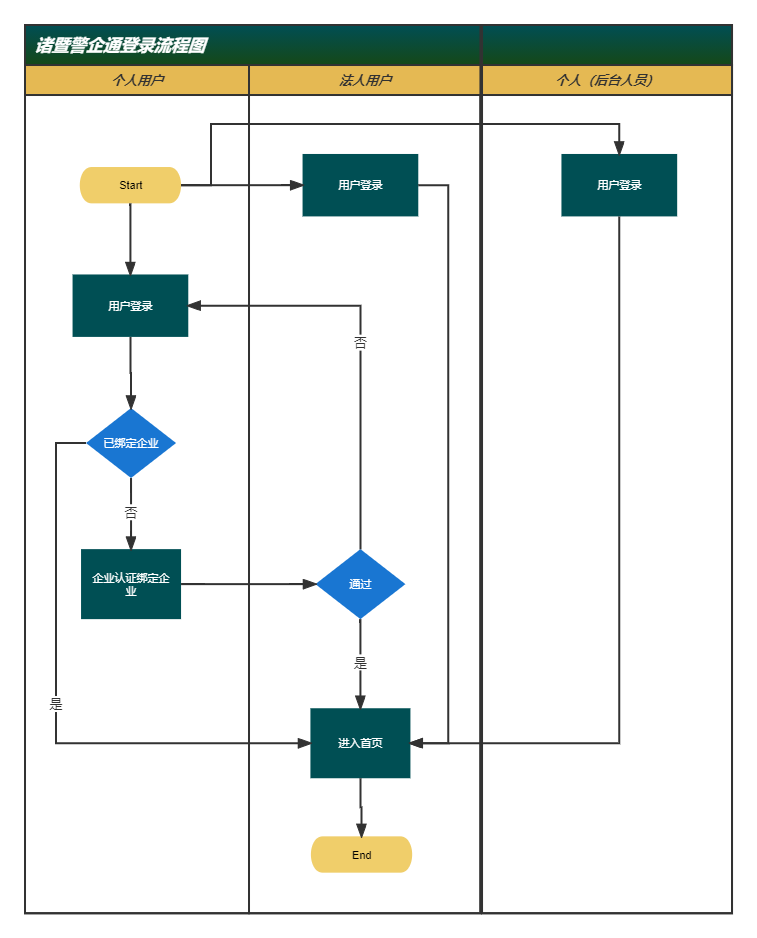 诸暨警企通登录流程图
个人用户
法人用户
个人（后台人员）
Start
用户登录
用户登录
用户登录
否
已绑定企业
否
企业认证绑定企
业
通过
是
是
进入首页
End